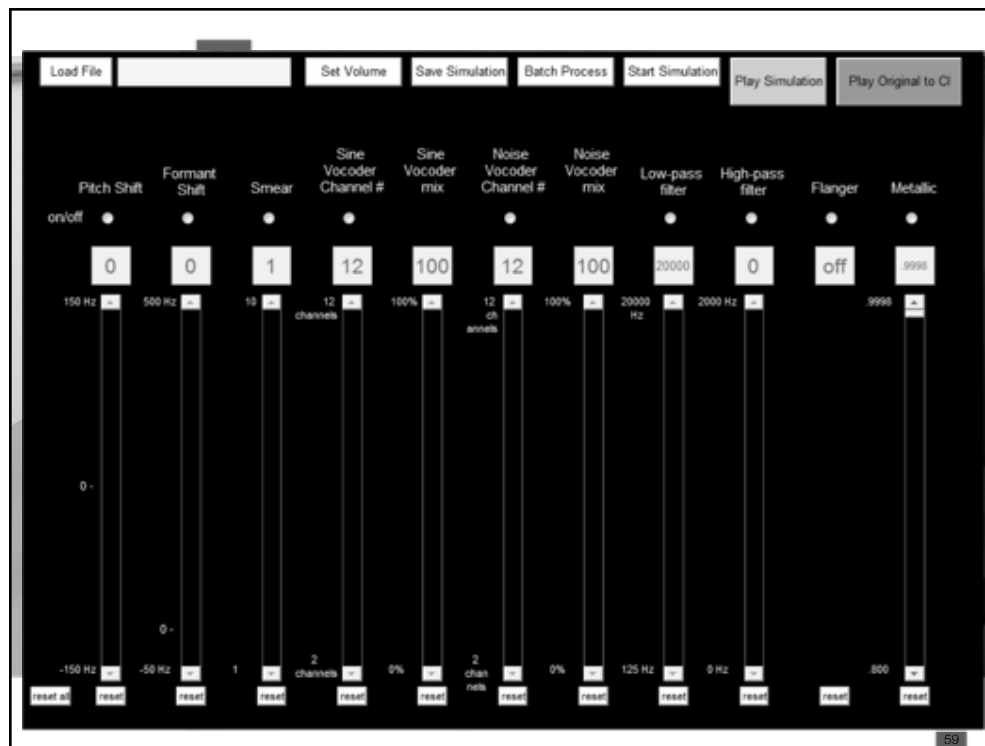 Load File
Set Volume
Save Simulation
Batch Process
Start Simulation
Play Simulation
Play Original to CI
Pitch Shift
Formant
Shift
Smear
Sine
Vocoder
Channel #
Sine
Vocoder
mix
Noise
Vocoder
Channel #
Noise
Vocoder
mix
Low-pass
filter
High-pass
filter
Flanger
Metallic
on/off
0
0
1
12
100
12
100
20000
0
off
.9998
150 Hz
500 Hz
10
12
channels
100%
12
ch
annels
100%
20000
Hz
2000 Hz
.9998
0 -
0 -
-150 Hz
-50 Hz
1
2
channels
0%
2
chan
nels
0%
125 Hz
0 Hz
.800
reset all
reset
reset
reset
reset
reset
reset
reset
reset
reset
reset
reset
59